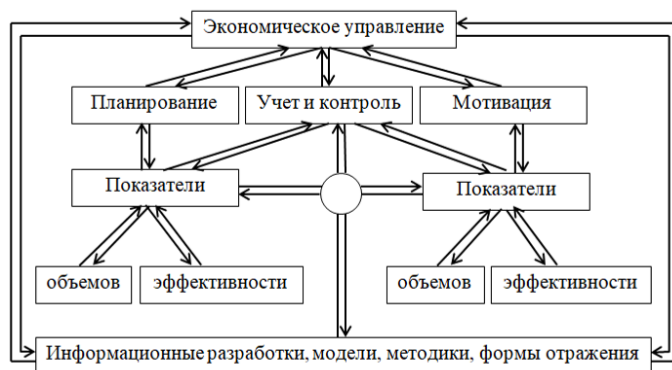 Экономическое управление
Планирование
Учет и контроль
Мотивация
Показатели
Показатели
объемов
эффективности
объемов
эффективности
Информационные разработки, модели, методики, формы отражения